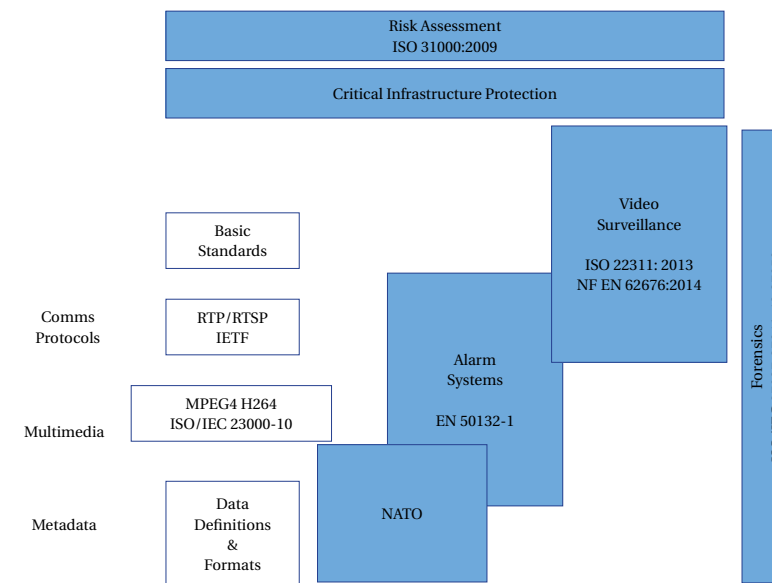 Risk Assessment
ISO 31000:2009
Critical Infrastructure Protection
Video
Surveillance
ISO 22311: 2013
NF EN 62676:2014
Basic
Standards
Comms
Protocols
RTP/RTSP
IETF
Alarm
Systems
EN 50132-1
Forensics
Multimedia
MPEG4 H264
ISO/IEC 23000-10
Metadata
Data
Definitions
&
Formats
NATO